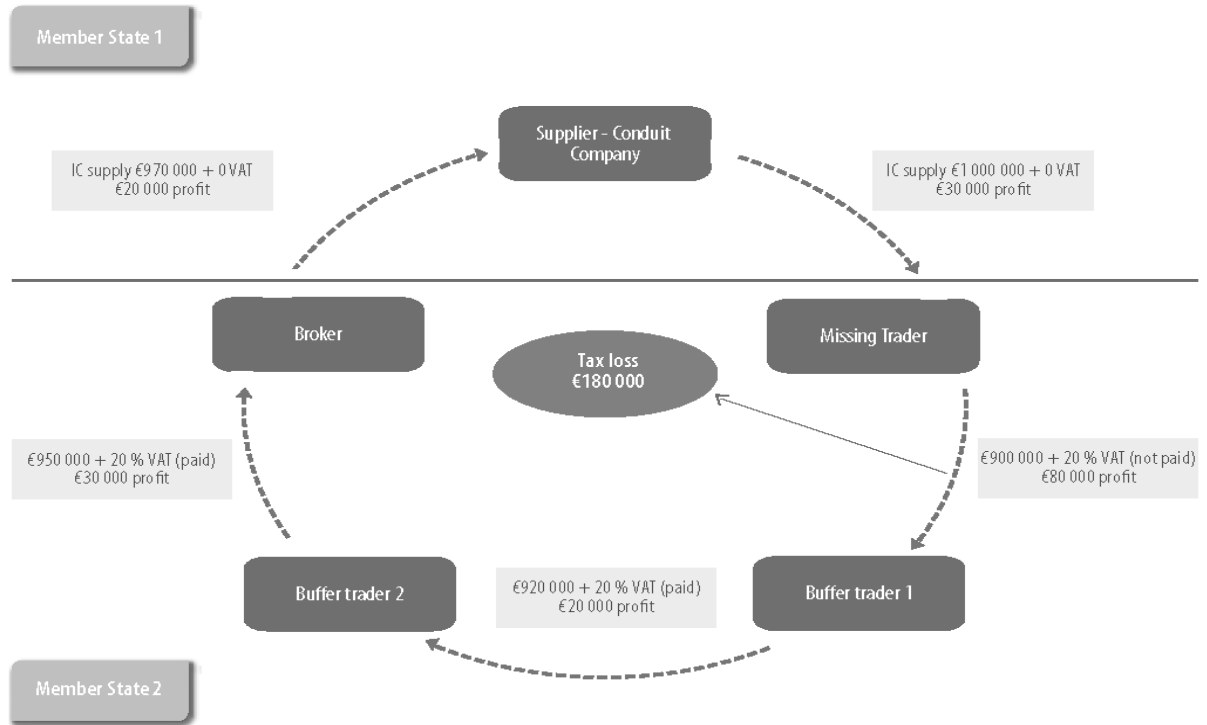 Member State 1
Supplier - Conduit
Company
IC supply €970 000 + 0 VAT
€20 000 profit
IC supply €1 000 000 + 0 VAT
€30 000 profit
Broker
Tax loss
€180 000
Missing Trader
€950 000 + 20 % VAT (paid)
€30 000 profit
€900 000 + 20 % VAT (not paid)
€80 000 profit
Buffer trader 2
€920 000 + 20 % VAT (paid)
€20 000 profit
Buffer trader 1
Member State 2